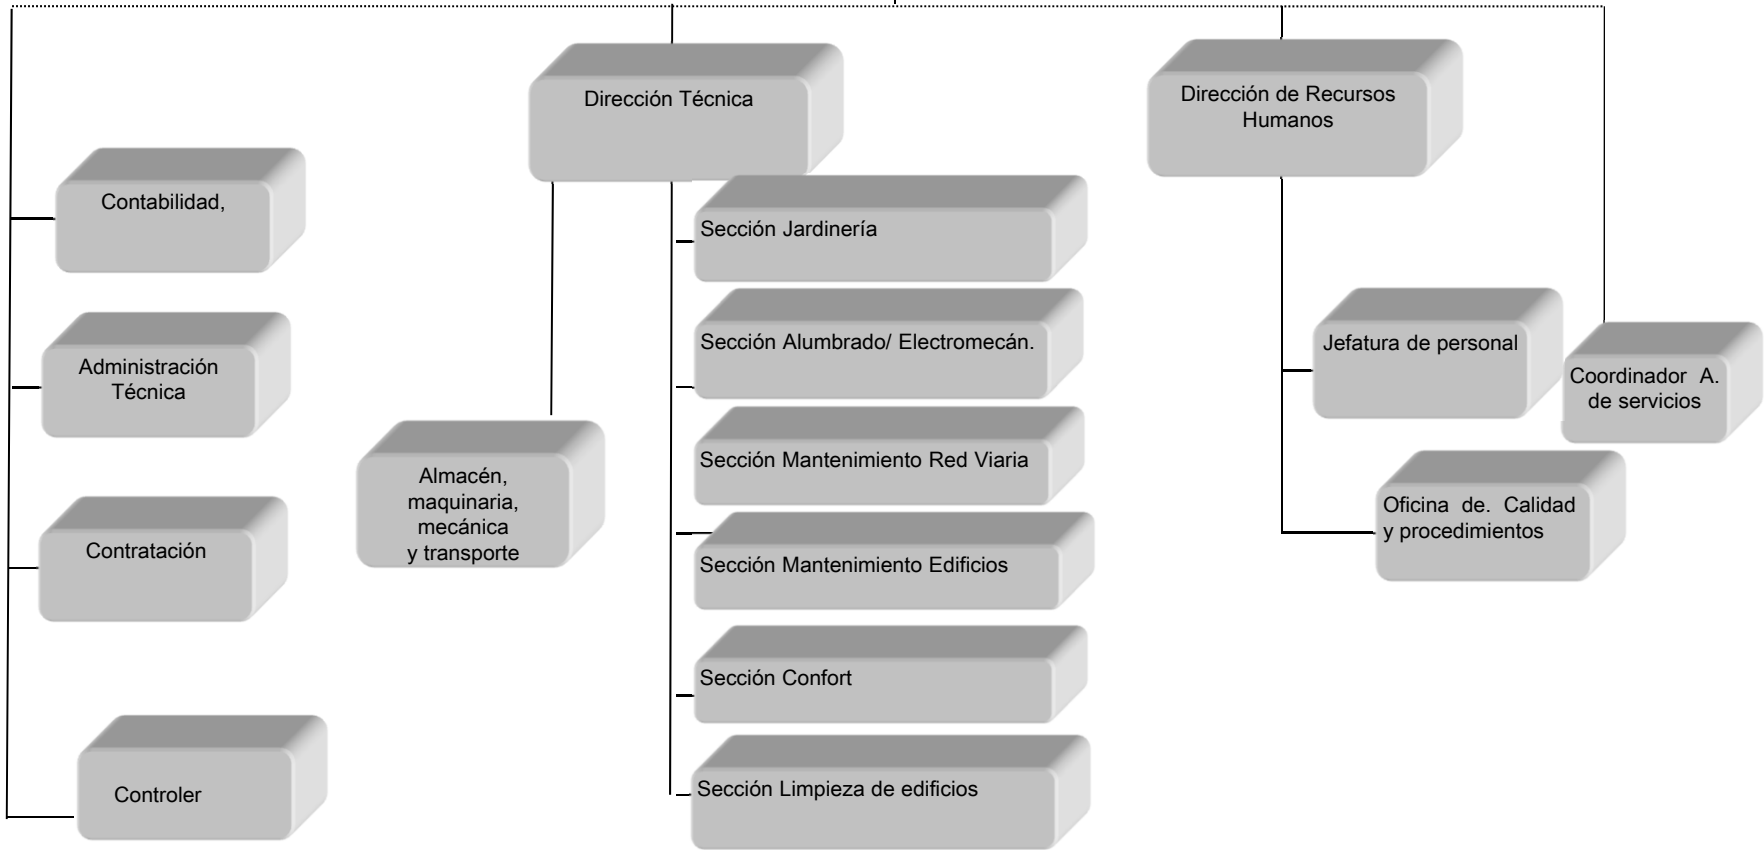 Dirección Técnica
Dirección de Recursos
Humanos
Contabilidad,
Administración
Técnica
Contratación
Controler
Almacén,
maquinaria,
mecánica
y transporte
Sección Jardinería
Sección Alumbrado/ Electromecán.
Sección Mantenimiento Red Viaria
Sección Mantenimiento Edificios
Sección Confort
Sección Limpieza de edificios
Jefatura de personal
Oficina de. Calidad
y procedimientos
Coordinador A.
de servicios